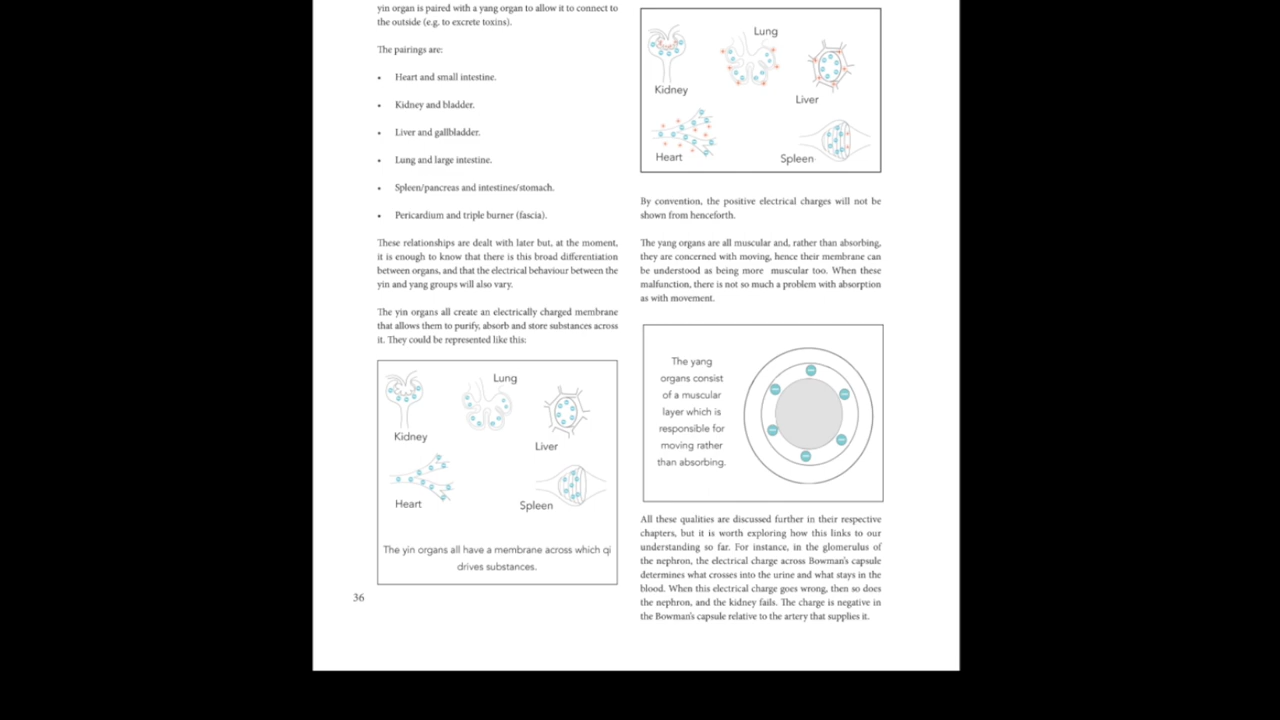 yin organ is paired with a yang organ to allow it to connect to
the outside (e.g. to excrete toxins).
The pairings are:
• Heart and small intestine.
• Kidney and bladder.
• Liver and gallbladder.
• Lung and large intestine.
• Spleen/pancreas and intestines/stomach.
• Pericardium and triple burner (fascia).
These relationships are dealt with later but, at the moment,
it is enough to know that there is this broad differentiation
between organs, and that the electrical behaviour between the
yin and yang groups will also vary.
The yin organs all create an electrically charged membrane
that allows them to purify, absorb and store substances across
it. They could be represented like this:
Lung
Kidney
Liver
Heart
Spleen
The yin organs all have a membrane across which qi
drives substances.
36
Lung
Kidney
Liver
Heart
Spleen
By convention, the positive electrical charges will not be
shown from henceforth.
The yang organs are all muscular and, rather than absorbing,
they are concerned with moving, hence their membrane can
be understood as being more muscular too. When these
malfunction, there is not so much a problem with absorption
as with movement.
The yang
organs consist
of a muscular
layer which is
responsible for
moving rather
than absorbing.
All these qualities are discussed further in their respective
chapters, but it is worth exploring how this links to our
understanding so far. For instance, in the glomerulus of
the nephron, the electrical charge across Bowman's capsule
determines what crosses into the urine and what stays in the
blood. When this electrical charge goes wrong, then so does
the nephron, and the kidney fails. The charge is negative in
the Bowman's capsule relative to the artery that supplies it.